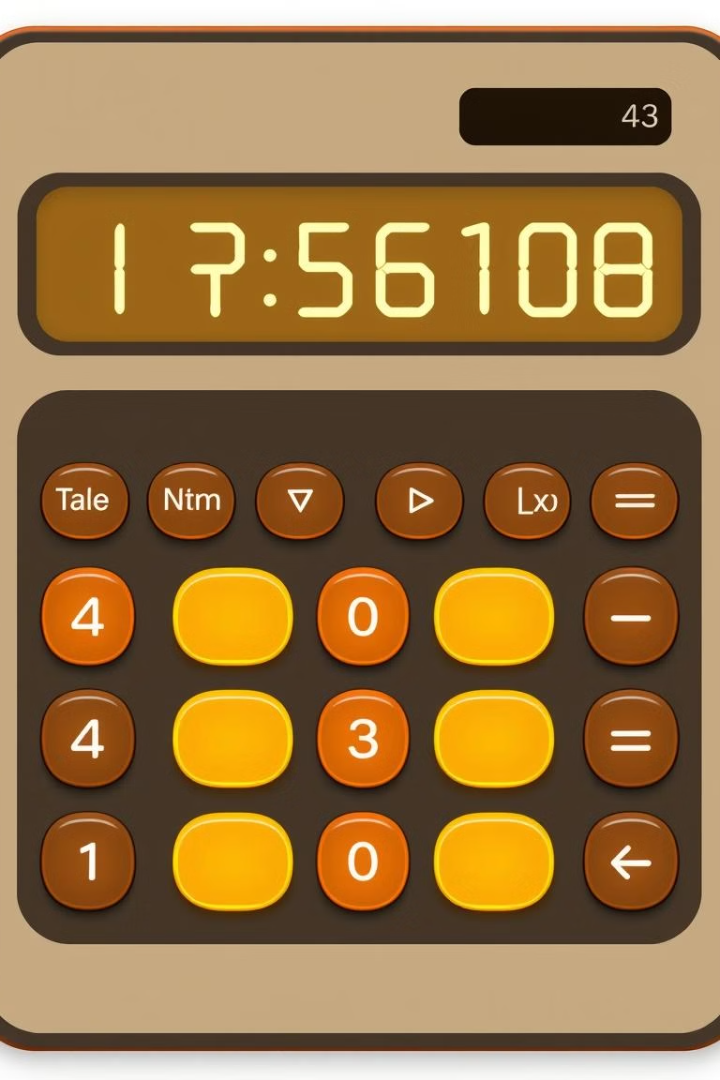 43
1 7:56108
Tale Ntm ▽ ▷ Lx =
4 0 −
4 3 =
1 0 ←